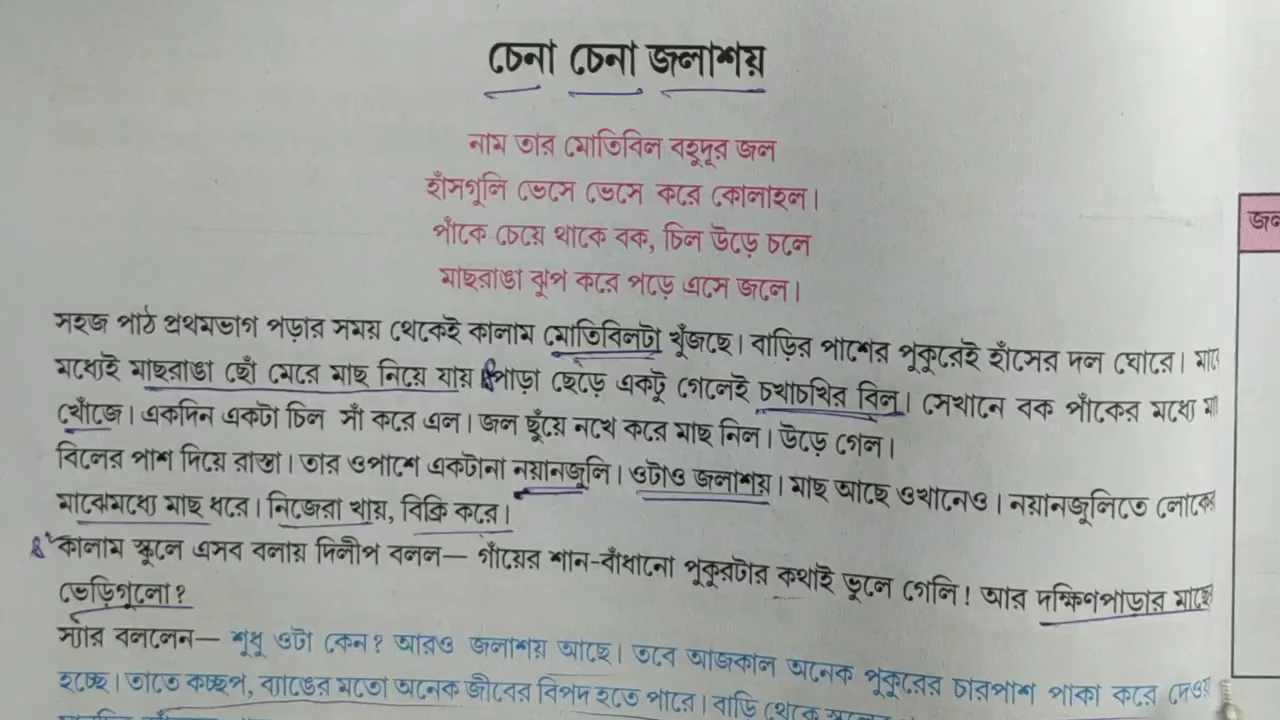 চেনা চেনা জলাশয়
নাম তার মোতিবিল বহুদূর জল
হাঁসগুলি ভেসে ভেসে করে কোলাহল।
পাঁকে চেয়ে থাকে বক, চিল উড়ে চলে
মাছরাঙা ঝুপ করে পড়ে এসে জলে।
সহজ পাঠ প্রথমভাগ পড়ার সময় থেকেই কালাম মোতিবিলটা খুঁজছে। বাড়ির পাশের পুকুরেই হাঁসের দল ঘোরে।
মধ্যেই মাছরাঙা ছোঁ মেরে মাছ নিয়ে যায় পাড়া ছেড়ে একটু গেলেই চখাচখির বিল। সেখানে বক পাঁকের মধ্যে
খোঁজে। একদিন একটা চিল সাঁ করে এল। জল ছুঁয়ে নখে করে মাছ নিল। উড়ে গেল।
বিলের পাশ দিয়ে রাস্তা। তার ওপাশে একটানা নয়ানজুলি। ওটাও জলাশয়। মাছ আছে ওখানেও। নয়ানজুলিতে
মাঝেমধ্যে মাছ ধরে। নিজেরা খায়, বিক্রি করে।
কালাম স্কুলে এসব বলায় দিলীপ বলল— গাঁয়ের শান-বাঁধানো পুকুরটার কথাই ভুলে গেলি! আর দক্ষিণপাড়ার মাছের
ভেড়িগুলো?
স্যার বললেন— শুধু ওটা কেন? আরও জলাশয় আছে। তবে আজকাল অনেক পুকুরের চারপাশ পাকা করে
হচ্ছে। তাতে কচ্ছপ, ব্যাঙের মতো অনেক জীবের বিপদ হতে পারে। বাড়ি থেকে